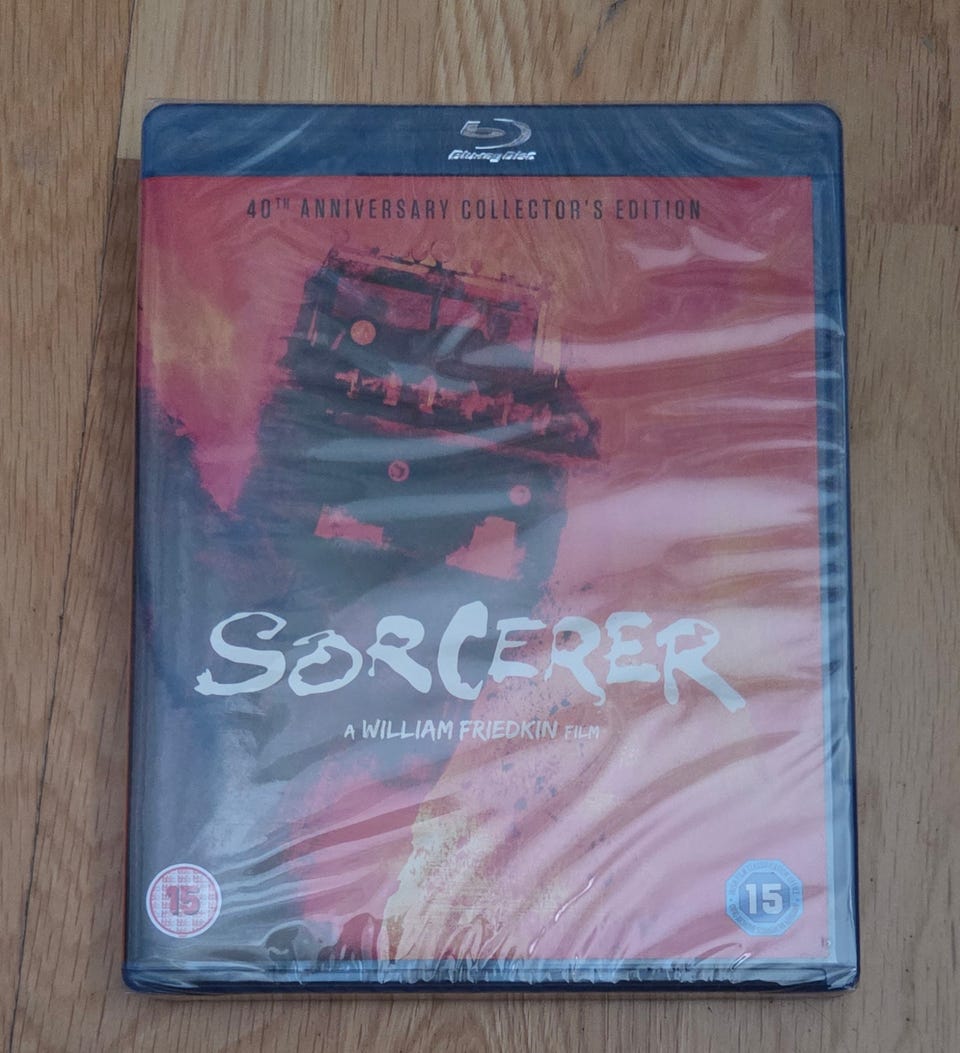 Blu-ray Disc
40TH ANNIVERSARY COLLECTOR'S EDITION
SORCERER
A WILLIAM FRIEDKIN FILM
15
15